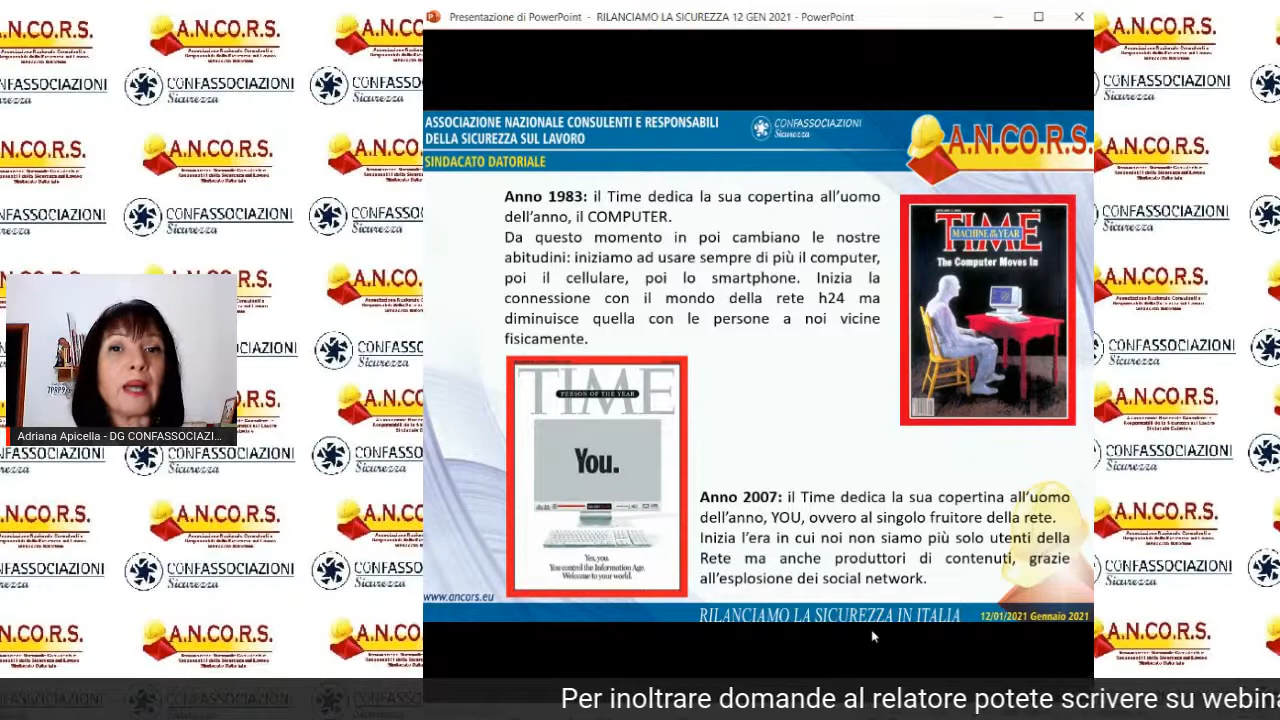 Presentazione di PowerPoint - RILANCIAMO LA SICUREZZA 12 GEN 2021 - PowerPoint
ASSOCIAZIONE NAZIONALE CONSULENTI E RESPONSABILI
DELLA SICUREZZA SUL LAVORO
SINDACATO DATORIALE
CONFASSOCIAZIONI
Sicurezza
A.N.CO.R.S.
Anno 1983: il Time dedica la sua copertina all'uomo
dell'anno, il COMPUTER.
Da questo momento in poi cambiano le nostre
abitudini: iniziamo ad usare sempre di più il computer,
poi il cellulare, poi lo smartphone. Inizia la
connessione con il mondo della rete h24 ma
diminuisce quella con le persone a noi vicine
fisicamente.
TIME
MACHINE OF THE YEAR
The Computer Moves In
TIME
PERSON OF THE YEAR
You.
Yes, you.
You control the Information Age.
Welcome to your world.
Anno 2007: il Time dedica la sua copertina all'uomo
dell'anno, YOU, ovvero al singolo fruitore della rete.
Inizia l'era in cui noi non siamo più solo utenti della
Rete ma anche produttori di contenuti, grazie
all'esplosione dei social network.
www.ancors.eu
RILANCIAMO LA SICUREZZA IN ITALIA
12/01/2021 Gennaio 2021
Adriana Apicella - DG CONFASSOCIAZI...
Per inoltrare domande al relatore potete scrivere su webina